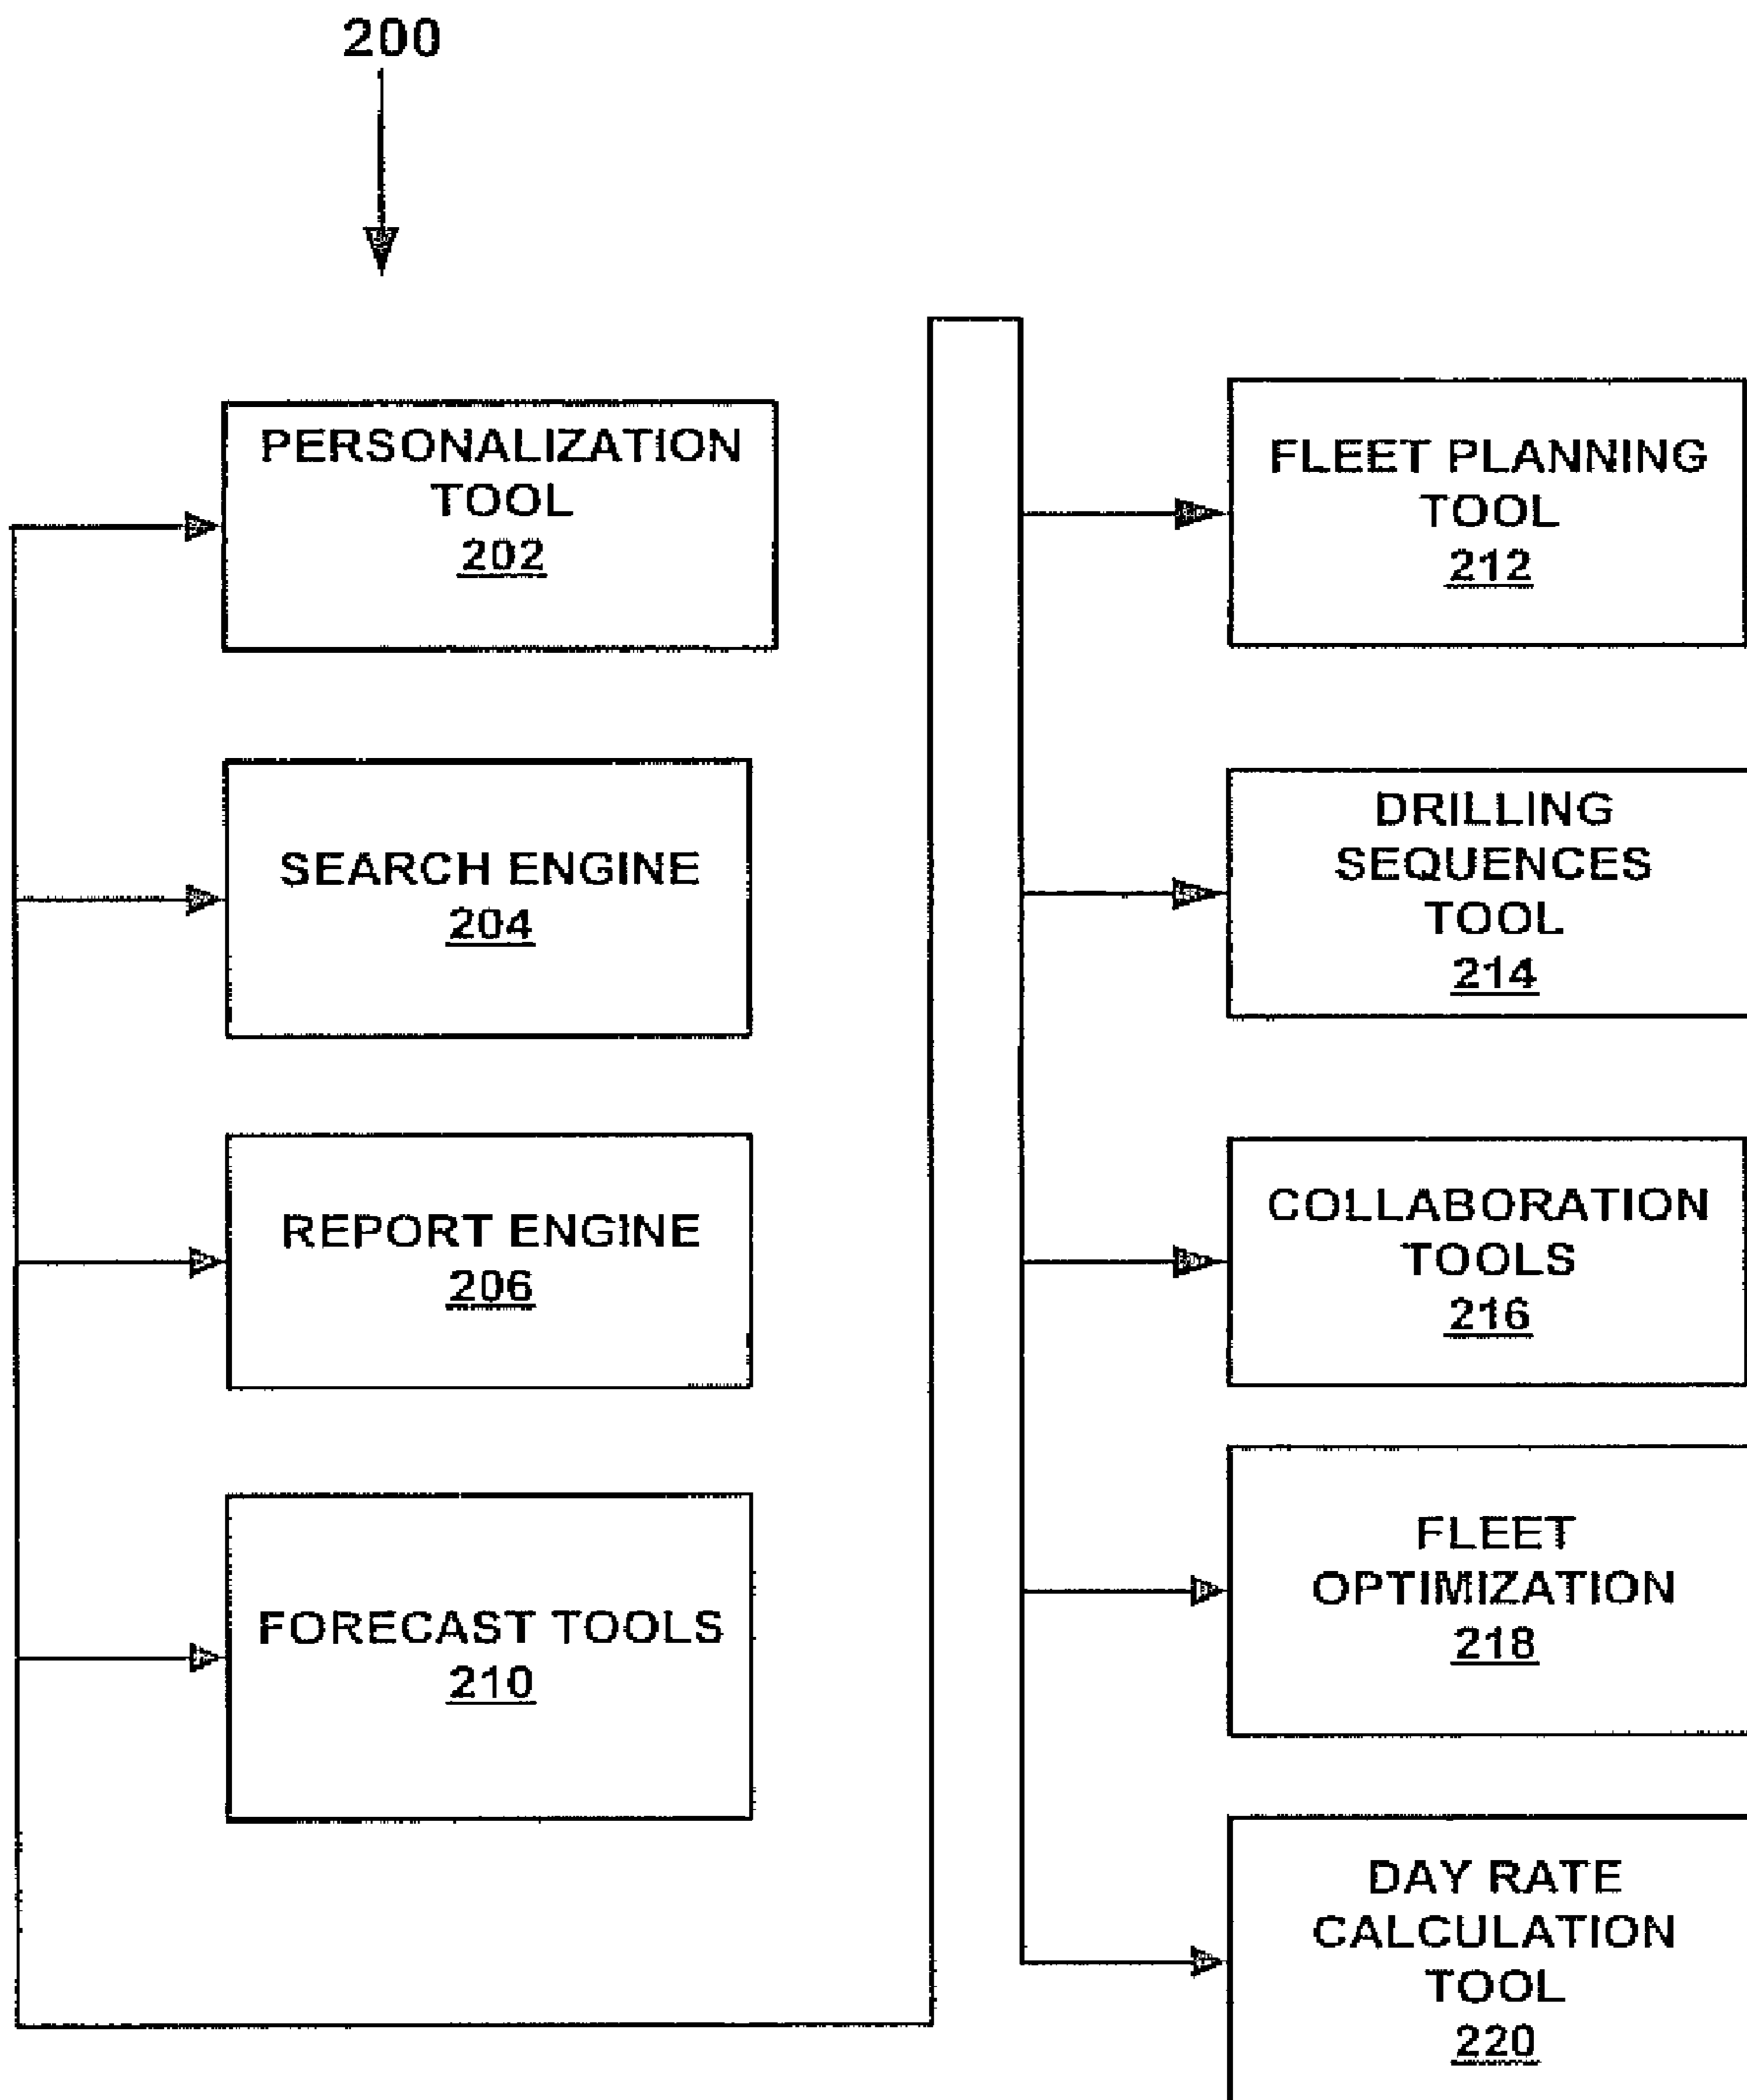 200
PERSONALIZATION
TOOL
202
SEARCH ENGINE
204
REPORT ENGINE
206
FORECAST TOOLS
210
FLEET PLANNING
TOOL
212
DRILLING
SEQUENCES
TOOL
214
COLLABORATION
TOOLS
216
FLEET
OPTIMIZATION
218
DAY RATE
CALCULATION
TOOL
220